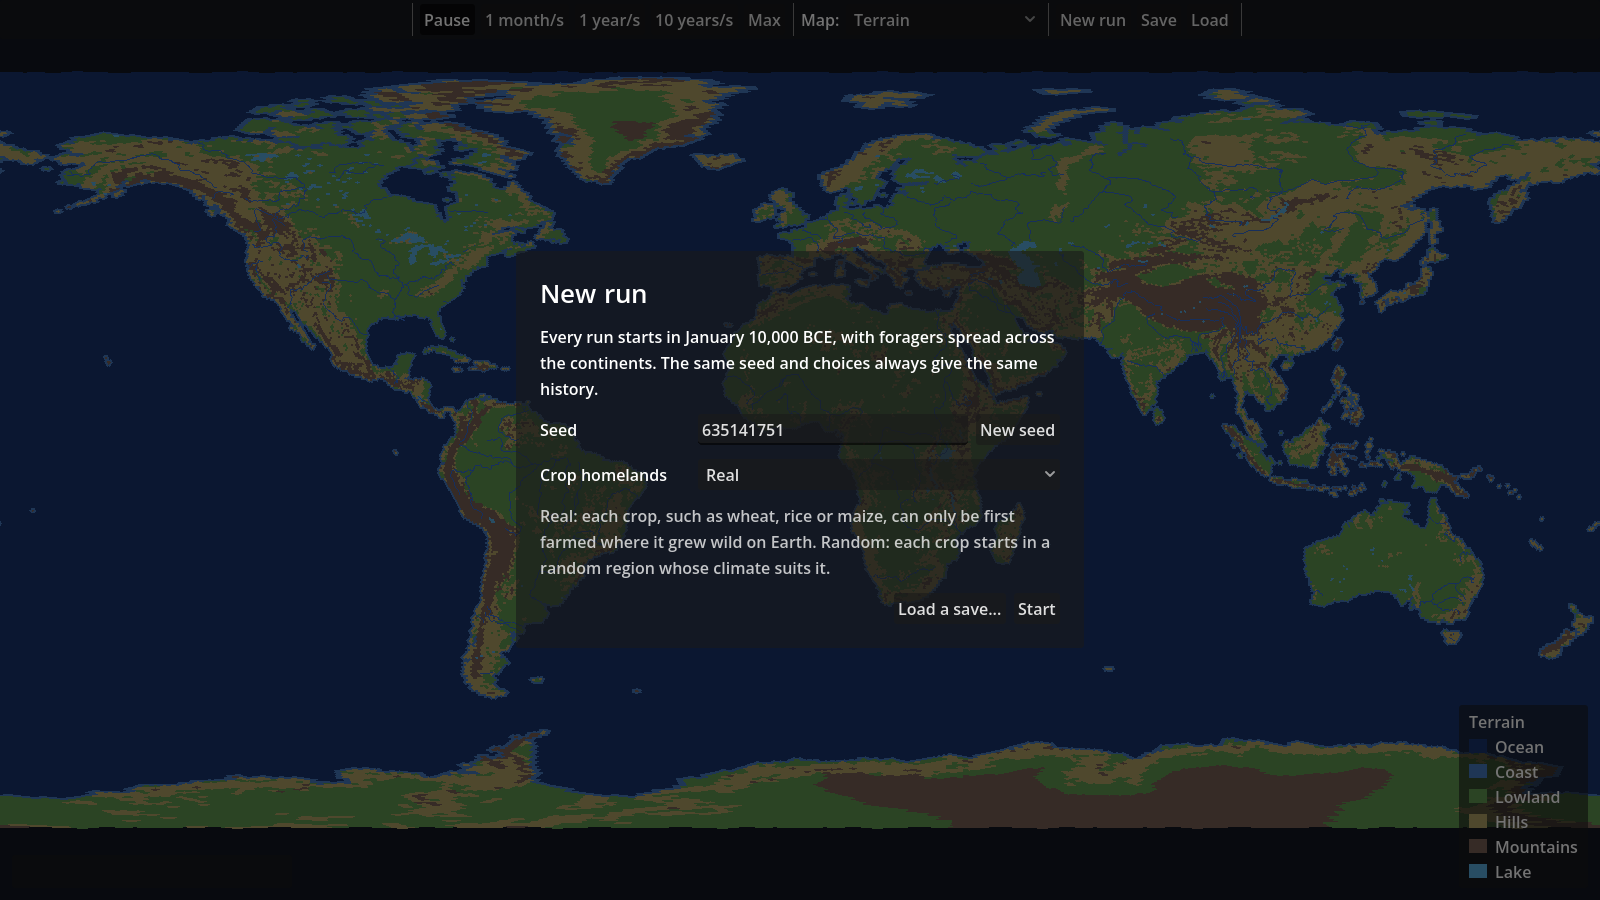 Pause 1 month/s 1 year/s 10 years/s Max Map: Terrain New run Save Load
New run
Every run starts in January 10,000 BCE, with foragers spread across
the continents. The same seed and choices always give the same
history.
Seed 635141751 New seed
Crop homelands Real
Real: each crop, such as wheat, rice or maize, can only be first
farmed where it grew wild on Earth. Random: each crop starts in a
random region whose climate suits it.
Load a save... Start
Terrain
Ocean
Coast
Lowland
Hills
Mountains
Lake